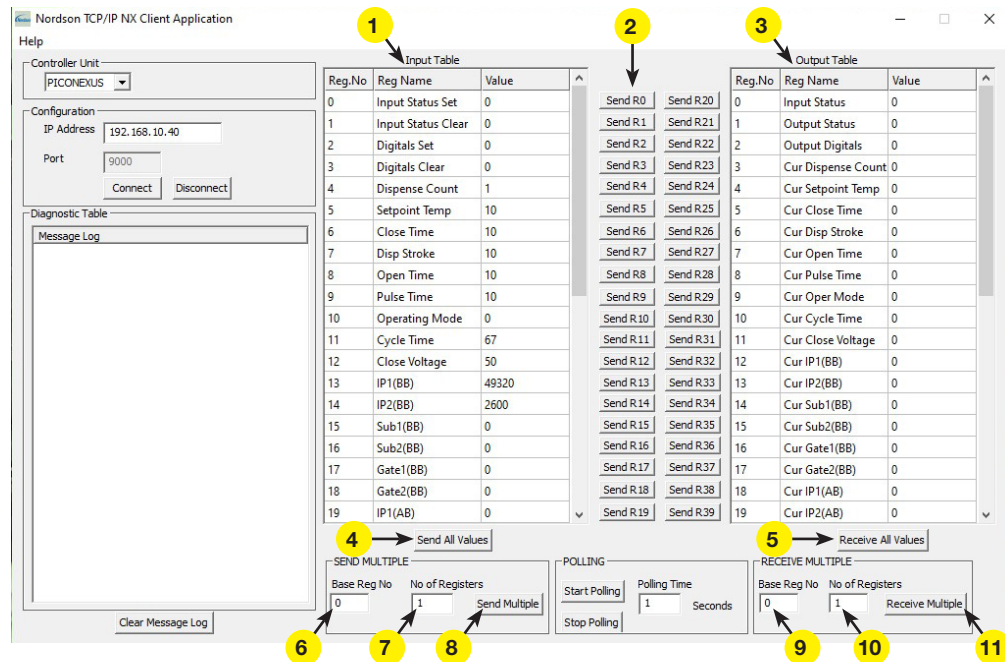 Nordson TCP/IP NX Client Application
Help
1
2
3
Controller Unit
PICONEXUS
Configuration
IP Address 192.168.10.40
Port 9000
Connect Disconnect
Diagnostic Table
Message Log
Clear Message Log
Input Table
Reg.No Reg Name Value
0 Input Status Set 0
1 Input Status Clear 0
2 Digitals Set 0
3 Digitals Clear 0
4 Dispense Count 1
5 Setpoint Temp 10
6 Close Time 10
7 Disp Stroke 10
8 Open Time 10
9 Pulse Time 10
10 Operating Mode 0
11 Cycle Time 67
12 Close Voltage 50
13 IP1(BB) 49320
14 IP2(BB) 2600
15 Sub1(BB) 0
16 Sub2(BB) 0
17 Gate1(BB) 0
18 Gate2(BB) 0
19 IP1(AB) 0
Send R0 Send R20
Send R1 Send R21
Send R2 Send R22
Send R3 Send R23
Send R4 Send R24
Send R5 Send R25
Send R6 Send R26
Send R7 Send R27
Send R8 Send R28
Send R9 Send R29
Send R10 Send R30
Send R11 Send R31
Send R12 Send R32
Send R13 Send R33
Send R14 Send R34
Send R15 Send R35
Send R16 Send R36
Send R17 Send R37
Send R18 Send R38
Send R19 Send R39
Output Table
Reg.No Reg Name Value
0 Input Status 0
1 Output Status 0
2 Output Digitals 0
3 Cur Dispense Count 0
4 Cur Setpoint Temp 0
5 Cur Close Time 0
6 Cur Disp Stroke 0
7 Cur Open Time 0
8 Cur Pulse Time 0
9 Cur Oper Mode 0
10 Cur Cycle Time 0
11 Cur Close Voltage 0
12 Cur IP1(BB) 0
13 Cur IP2(BB) 0
14 Cur Sub1(BB) 0
15 Cur Sub2(BB) 0
16 Cur Gate1(BB) 0
17 Cur Gate2(BB) 0
18 Cur IP1(AB) 0
19 Cur IP2(AB) 0
4 Send All Values
5 Receive All Values
SEND MULTIPLE
Base Reg No No of Registers
0 1 Send Multiple
POLLING
Start Polling Polling Time
1 Seconds
Stop Polling
RECEIVE MULTIPLE
Base Reg No No of Registers
0 1 Receive Multiple
6
7
8
9
10
11